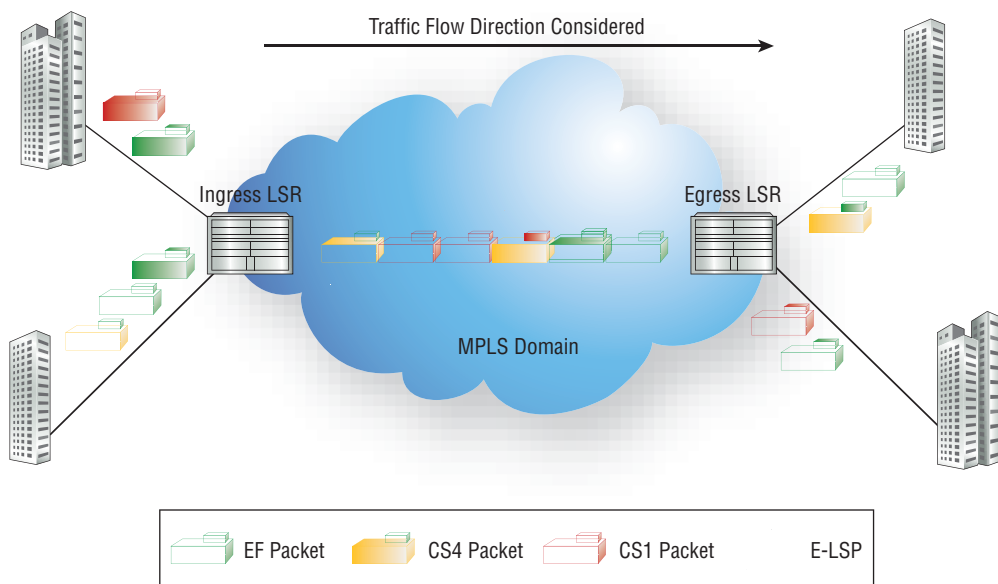 Traffic Flow Direction Considered
Ingress LSR
Egress LSR
MPLS Domain
EF Packet
CS4 Packet
CS1 Packet
E-LSP